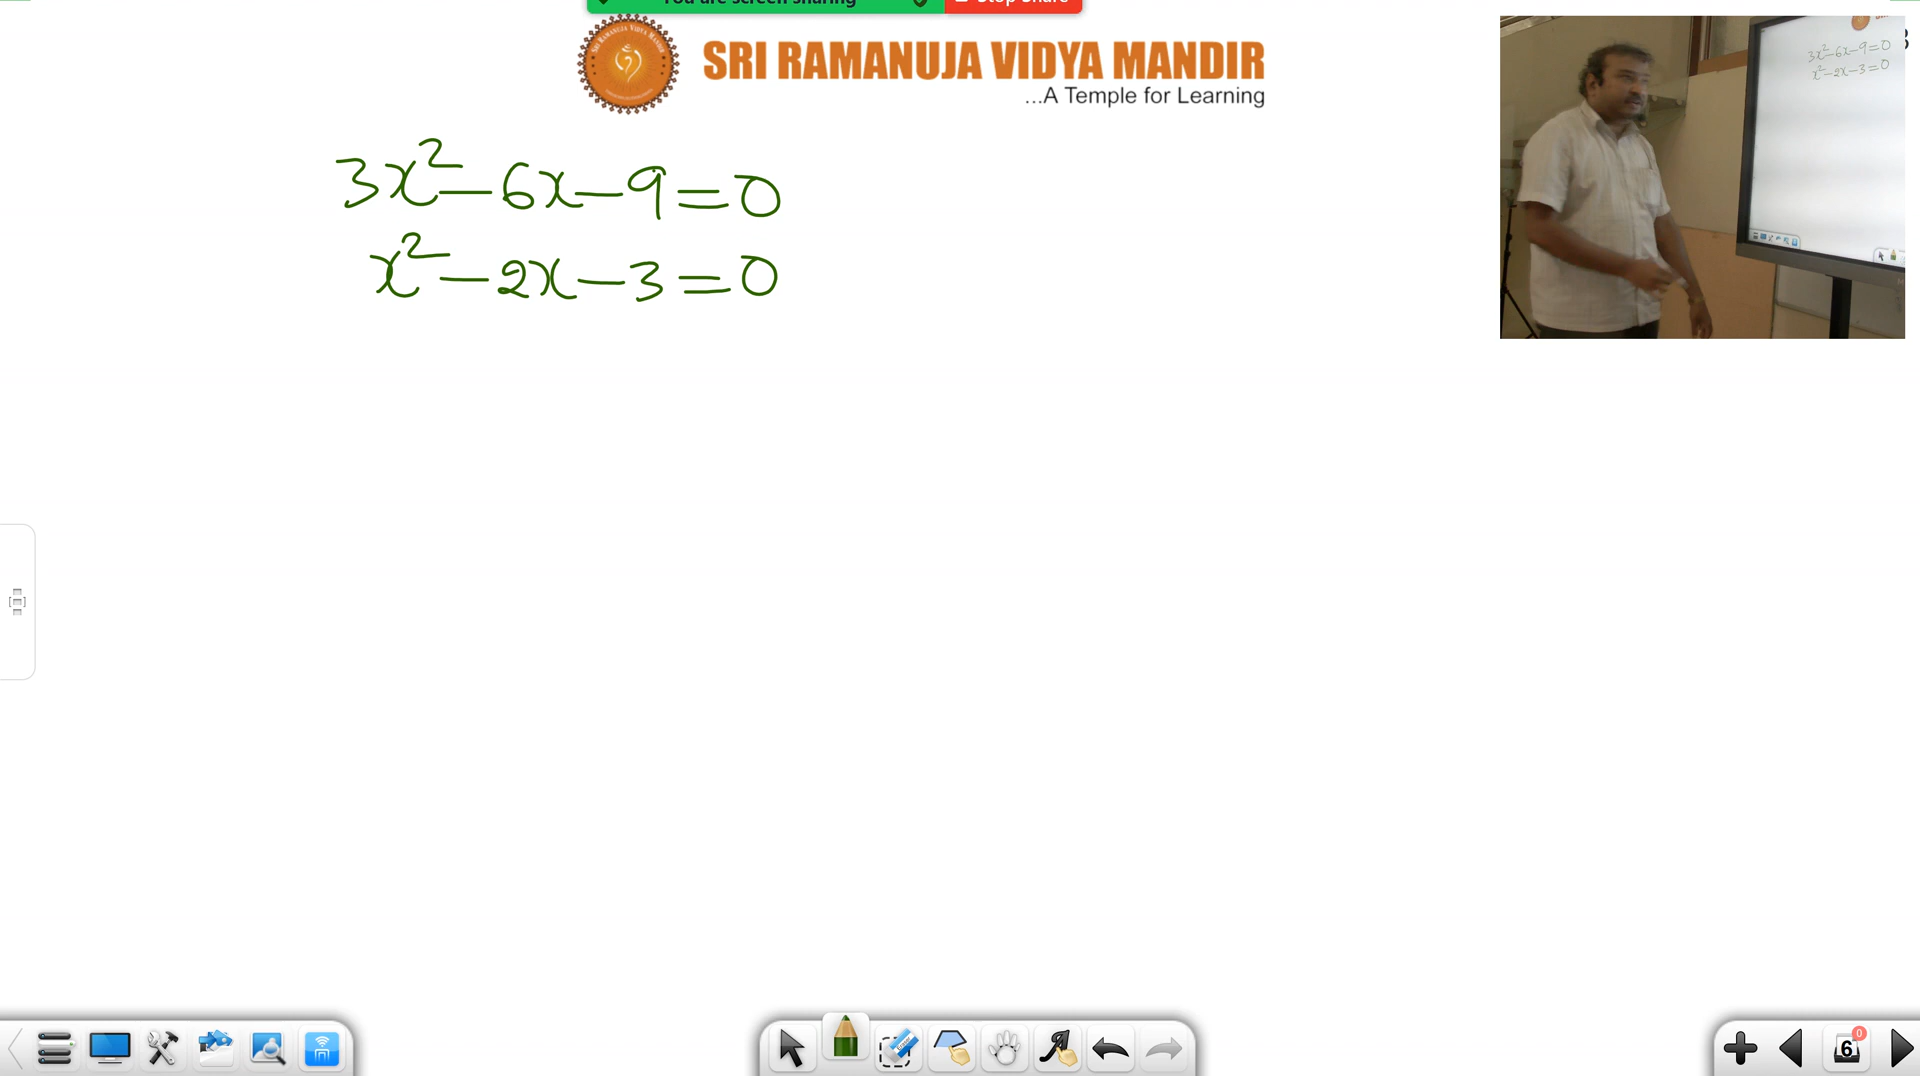 You are screen sharing Stop Share
SRI RAMANUJA VIDYA MANDIR
...A Temple for Learning
3x²-6x-9=0
x²-2x-3=0
3x²-6x-9=0
x²-2x-3=0
6
0